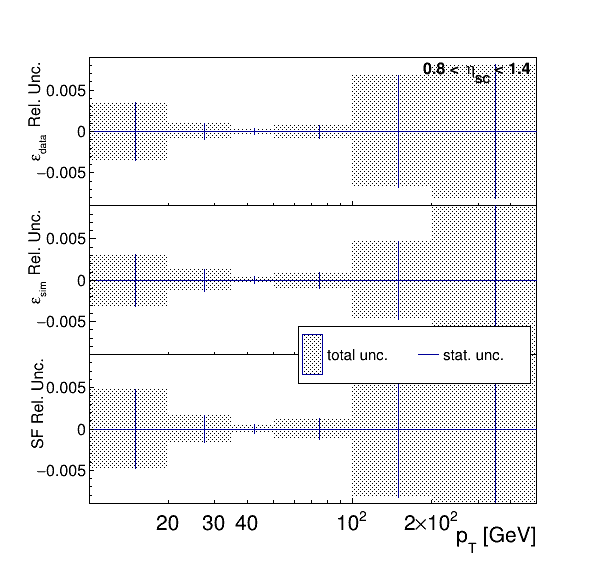 0.8 < η_SC < 1.4
ε_data Rel. Unc.
0.005
0
−0.005
ε_sim Rel. Unc.
0.005
0
−0.005
total unc.
stat. unc.
SF Rel. Unc.
0.005
0
−0.005
20 30 40 10² 2×10²
p_T [GeV]